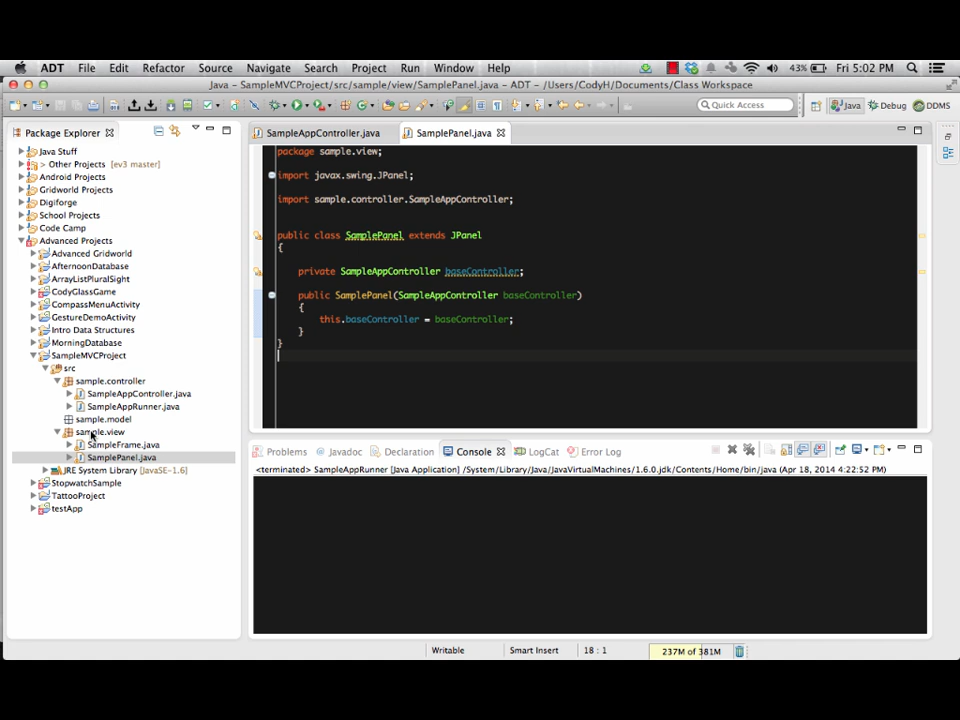 ADT File Edit Refactor Source Navigate Search Project Run Window Help 43% Fri 5:02 PM
Java – SampleMVCProject/src/sample/view/SamplePanel.java – ADT – /Users/CodyH/Documents/Class Workspace
Quick Access Java Debug DDMS
Package Explorer
Java Stuff
> Other Projects [ev3 master]
Android Projects
Gridworld Projects
Digiforge
School Projects
Code Camp
Advanced Projects
Advanced Gridworld
AfternoonDatabase
ArrayListPluralSight
CodyGlassGame
CompassMenuActivity
GestureDemoActivity
Intro Data Structures
MorningDatabase
SampleMVCProject
src
sample.controller
SampleAppController.java
SampleAppRunner.java
sample.model
sample.view
SampleFrame.java
SamplePanel.java
JRE System Library [JavaSE-1.6]
StopwatchSample
TattooProject
testApp
SampleAppController.java SamplePanel.java
package sample.view;
import javax.swing.JPanel;
import sample.controller.SampleAppController;
public class SamplePanel extends JPanel
{
private SampleAppController baseController;
public SamplePanel(SampleAppController baseController)
{
this.baseController = baseController;
}
}
Problems Javadoc Declaration Console LogCat Error Log
<terminated> SampleAppRunner [Java Application] /System/Library/Java/JavaVirtualMachines/1.6.0.jdk/Contents/Home/bin/java (Apr 18, 2014 4:22:52 PM)
Writable Smart Insert 18 : 1 237M of 381M